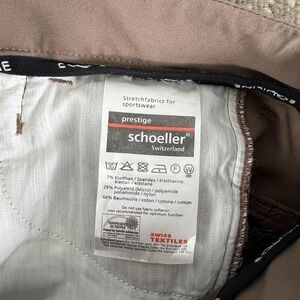 Stretchfabrics for
sportswear
prestige
schoeller®
Switzerland
7% Elasthan / Spandex / elasthanne
elastan / elastane
29% Polyamid (Nylon) / polyamide
poliammide / nylon
64% Baumwolle / coton / cotone / cotton
Do not use fabric softener
max recommended for optimum function
SWISS
TEXTILES